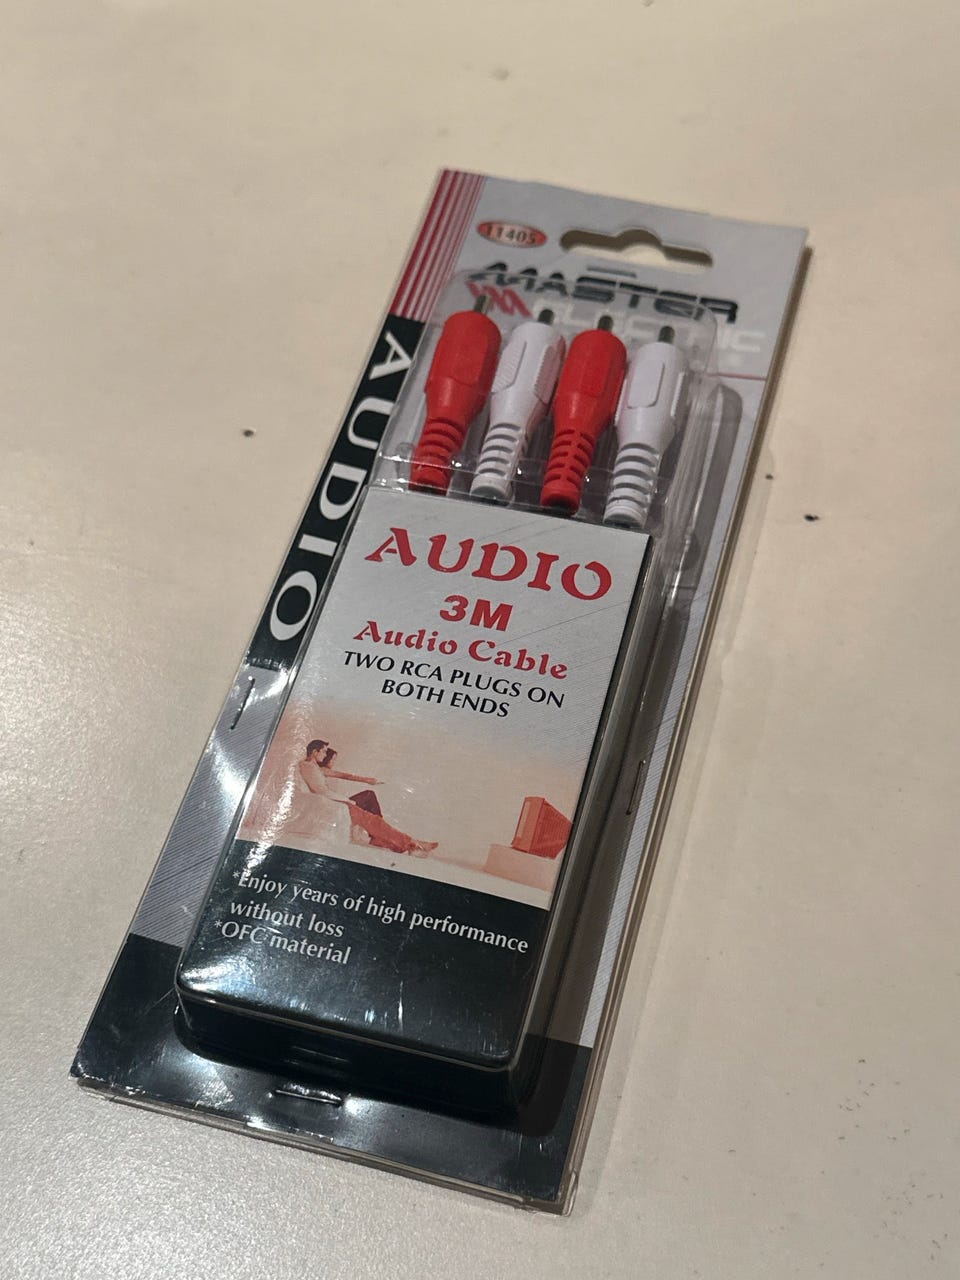 11405
MASTER
ELECTRIC
AUDIO
AUDIO
3M
Audio Cable
TWO RCA PLUGS ON
BOTH ENDS
*Enjoy years of high performance
without loss
*OFC material